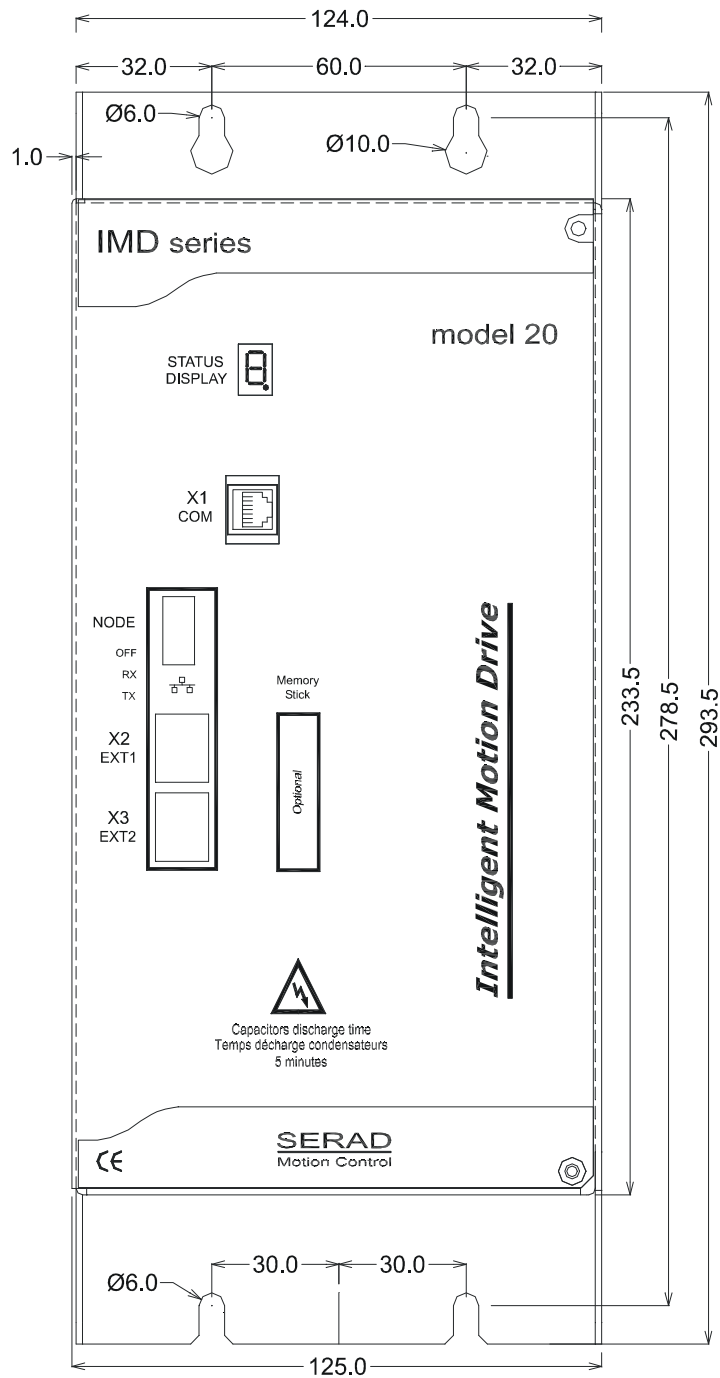 124.0
32.0
60.0
32.0
Ø6.0
Ø10.0
1.0
IMD series
model 20
STATUS
DISPLAY
8.
X1
COM
NODE
OFF
RX
TX
Memory
Stick
X2
EXT1
Optional
X3
EXT2
Intelligent Motion Drive
233.5
278.5
293.5
Capacitors discharge time
Temps décharge condensateurs
5 minutes
SERAD
Motion Control
CE
30.0
30.0
Ø6.0
125.0